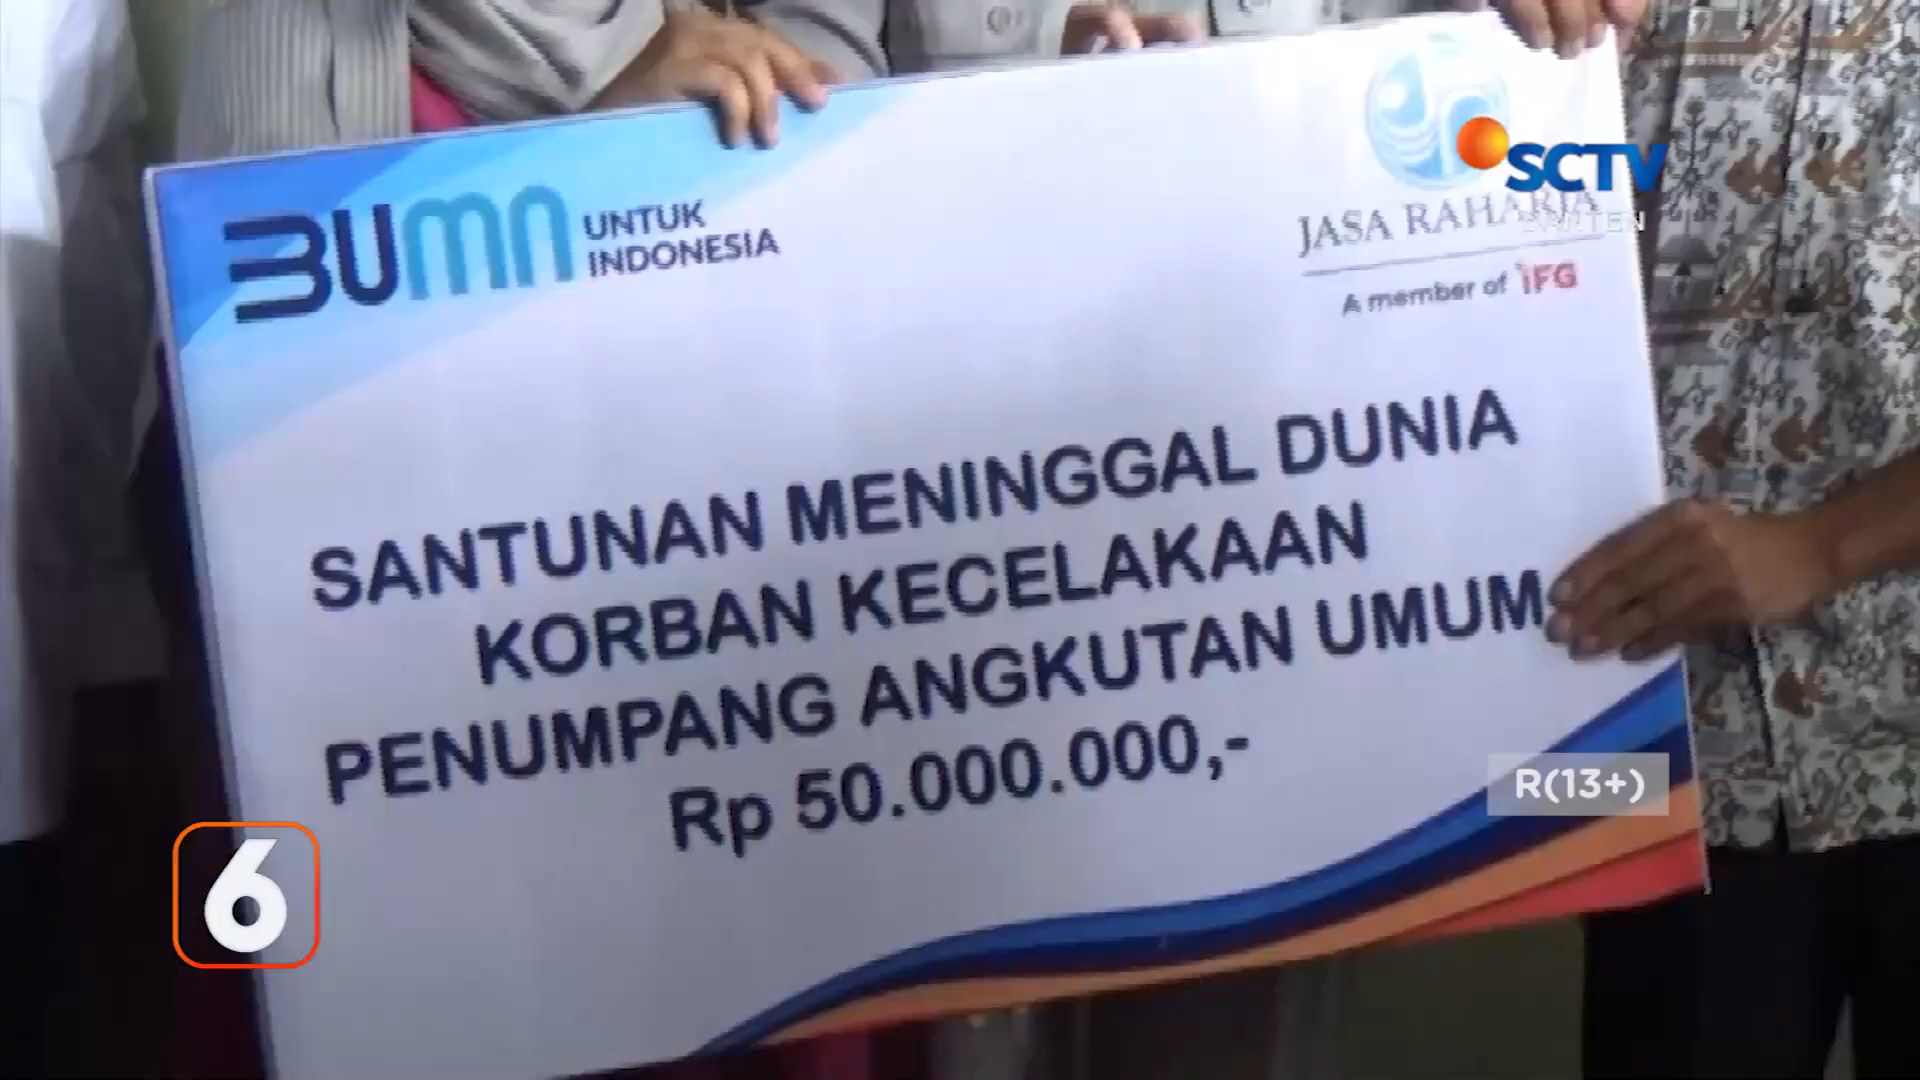 BUMN UNTUK
INDONESIA
SCTV
BANTEN
JASA RAHARJA
A member of IFG
SANTUNAN MENINGGAL DUNIA
KORBAN KECELAKAAN
PENUMPANG ANGKUTAN UMUM
Rp 50.000.000,-
R(13+)
6